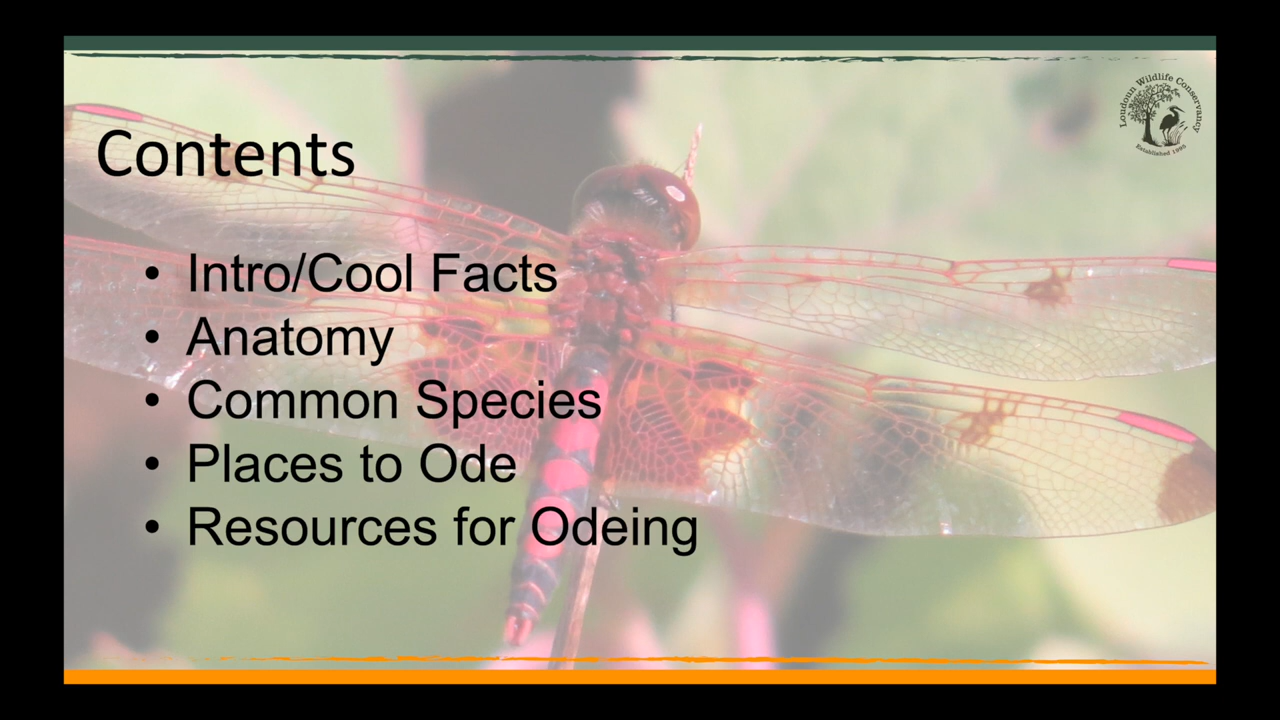 Loudoun Wildlife Conservancy
Established 1995
Contents
• Intro/Cool Facts
• Anatomy
• Common Species
• Places to Ode
• Resources for Odeing